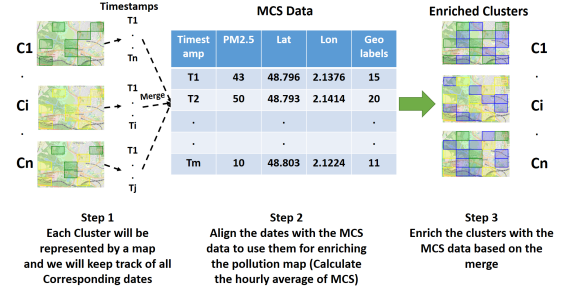 Timestamps
MCS Data
Enriched Clusters
C1
.
Ci
.
Cn
T1
.
.
Tn
T1
.
.
Ti
T1
.
.
Tj
Merge
Timest
amp
PM2.5
Lat
Lon
Geo
labels
T1 43 48.796 2.1376 15
T2 50 48.793 2.1414 20
. . . . .
. . . . .
Tm 10 48.803 2.1224 11
C1
.
Ci
.
Cn
Step 1
Each Cluster will be
represented by a map
and we will keep track of all
Corresponding dates
Step 2
Align the dates with the MCS
data to use them for enriching
the pollution map (Calculate
the hourly average of MCS)
Step 3
Enrich the clusters with the
MCS data based on the
merge